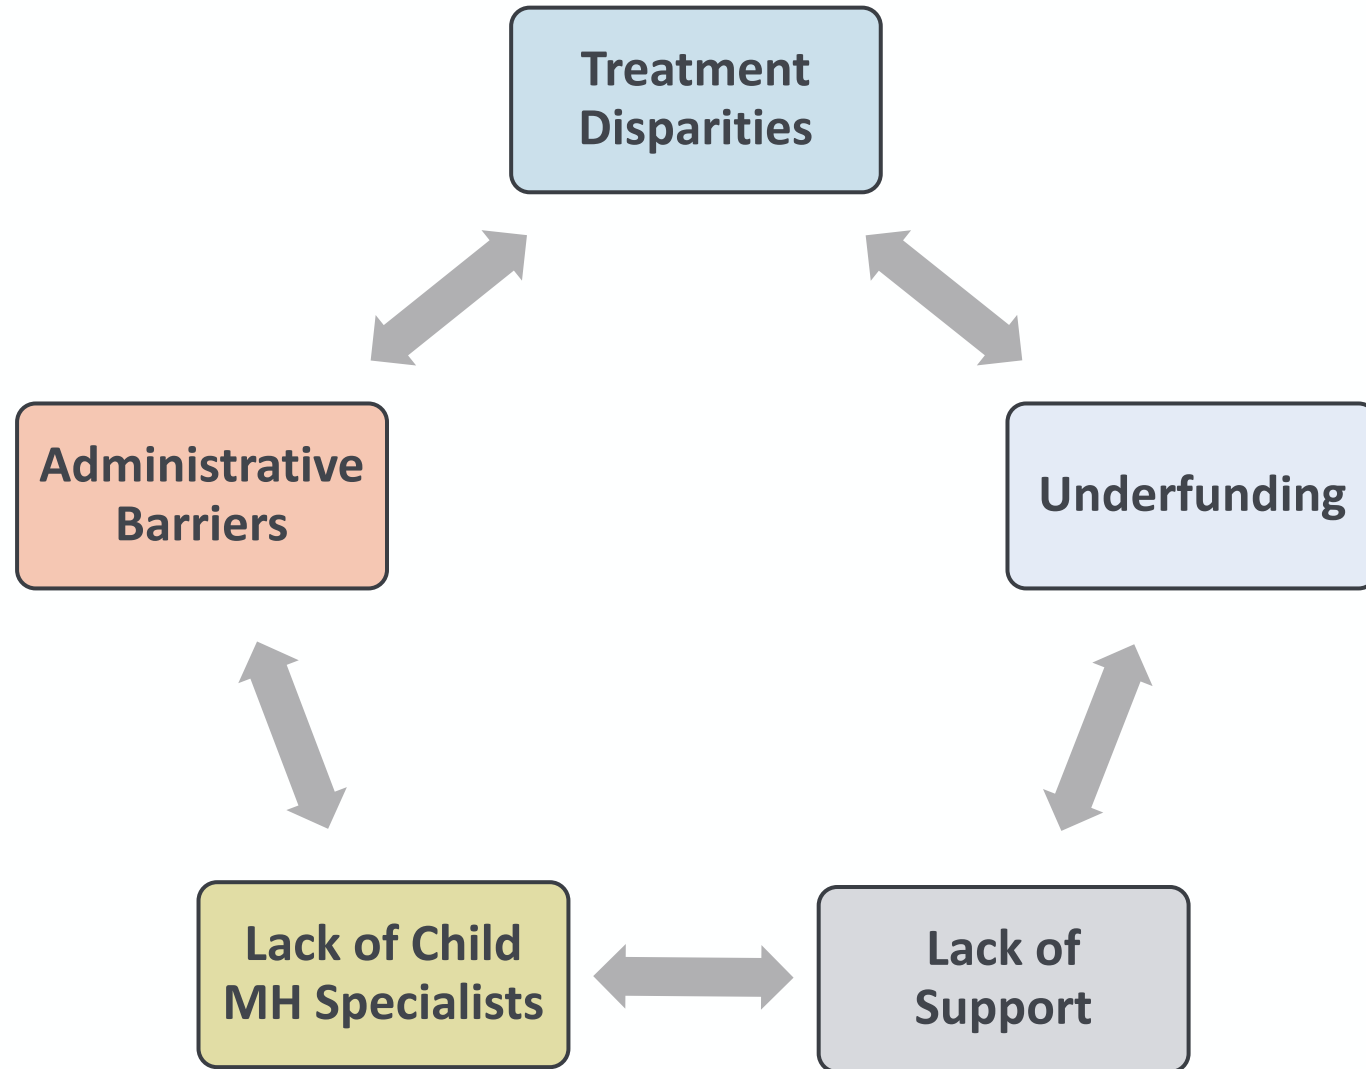 Treatment
Disparities
Administrative
Barriers
Underfunding
Lack of Child
MH Specialists
Lack of
Support